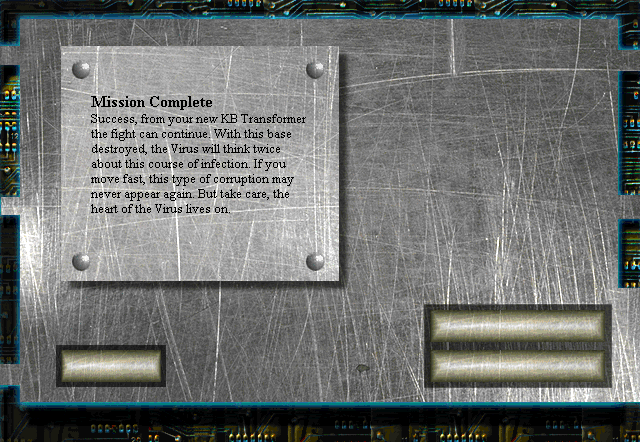 Mission Complete
Success, from your new KB Transformer
the fight can continue. With this base
destroyed, the Virus will think twice
about this course of infection. If you
move fast, this type of corruption may
never appear again. But take care, the
heart of the Virus lives on.